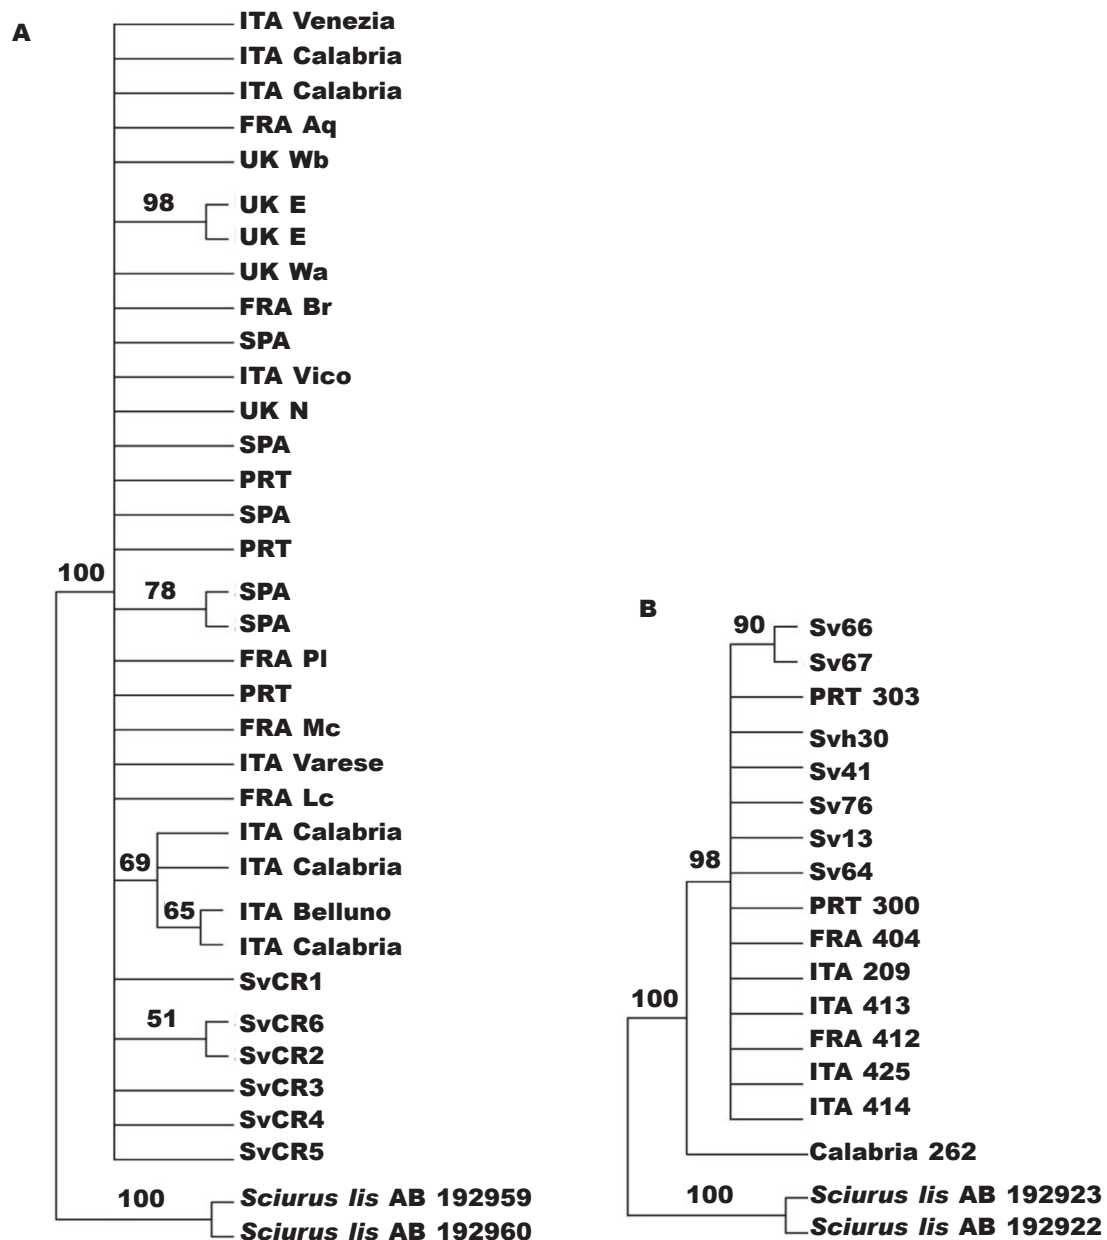 A
ITA Venezia
ITA Calabria
ITA Calabria
FRA Aq
UK Wb
98
UK E
UK E
UK Wa
FRA Br
SPA
ITA Vico
UK N
SPA
PRT
SPA
PRT
100
78
SPA
SPA
FRA Pl
PRT
FRA Mc
ITA Varese
FRA Lc
ITA Calabria
69
ITA Calabria
65
ITA Belluno
ITA Calabria
SvCR1
51
SvCR6
SvCR2
SvCR3
SvCR4
SvCR5
100
Sciurus lis AB 192959
Sciurus lis AB 192960
B
90
Sv66
Sv67
PRT 303
Svh30
Sv41
Sv76
Sv13
98
Sv64
PRT 300
FRA 404
ITA 209
100
ITA 413
FRA 412
ITA 425
ITA 414
Calabria 262
100
Sciurus lis AB 192923
Sciurus lis AB 192922